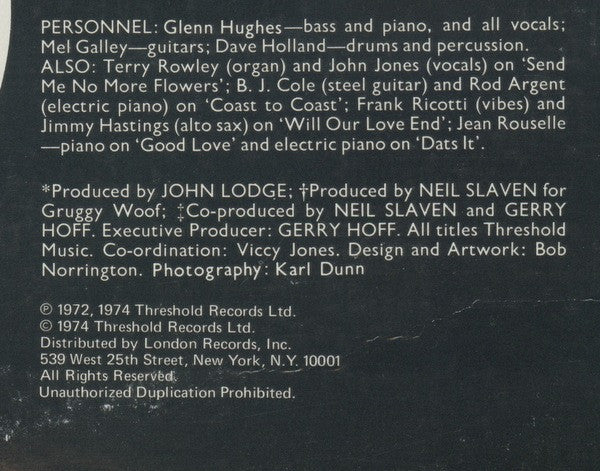 PERSONNEL: Glenn Hughes—bass and piano, and all vocals;
Mel Galley—guitars; Dave Holland—drums and percussion.
ALSO: Terry Rowley (organ) and John Jones (vocals) on 'Send
Me No More Flowers'; B. J. Cole (steel guitar) and Rod Argent
(electric piano) on 'Coast to Coast'; Frank Ricotti (vibes) and
Jimmy Hastings (alto sax) on 'Will Our Love End'; Jean Rouselle
—piano on 'Good Love' and electric piano on 'Dats It'.
*Produced by JOHN LODGE; †Produced by NEIL SLAVEN for
Gruggy Woof; ‡Co-produced by NEIL SLAVEN and GERRY
HOFF. Executive Producer: GERRY HOFF. All titles Threshold
Music. Co-ordination: Viccy Jones. Design and Artwork: Bob
Norrington. Photography: Karl Dunn
℗ 1972, 1974 Threshold Records Ltd.
© 1974 Threshold Records Ltd.
Distributed by London Records, Inc.
539 West 25th Street, New York, N.Y. 10001
All Rights Reserved.
Unauthorized Duplication Prohibited.